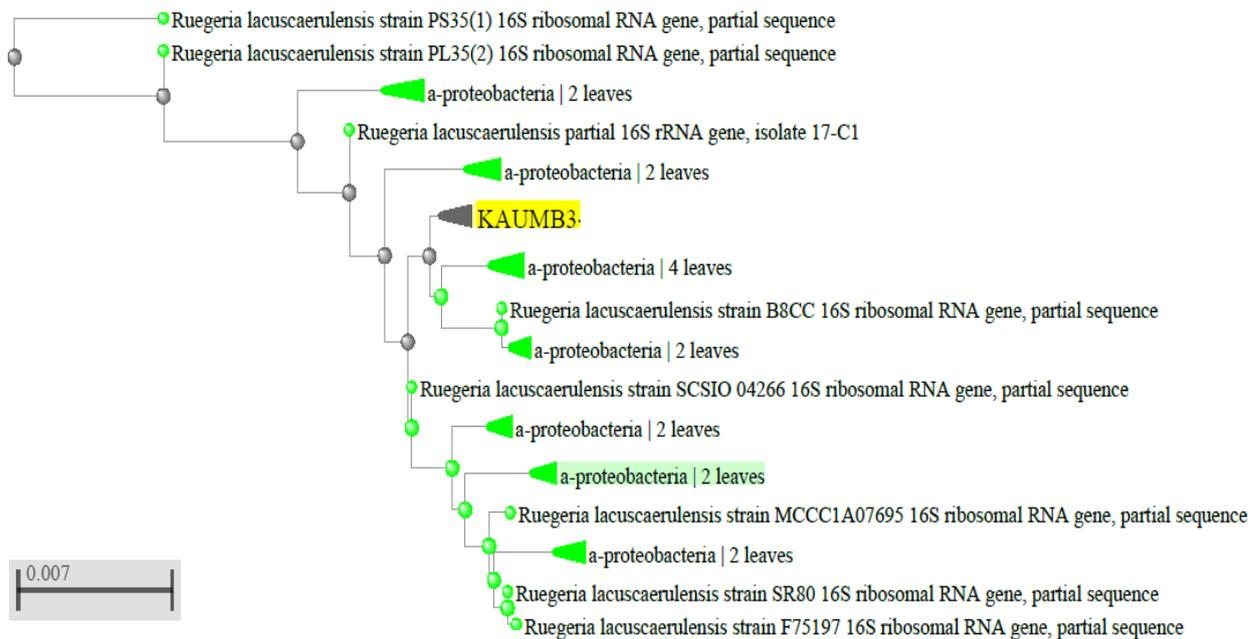 Ruegeria lacuscaerulensis strain PS35(1) 16S ribosomal RNA gene, partial sequence
Ruegeria lacuscaerulensis strain PL35(2) 16S ribosomal RNA gene, partial sequence
a-proteobacteria | 2 leaves
Ruegeria lacuscaerulensis partial 16S rRNA gene, isolate 17-C1
a-proteobacteria | 2 leaves
KAUMB3-
a-proteobacteria | 4 leaves
Ruegeria lacuscaerulensis strain B8CC 16S ribosomal RNA gene, partial sequence
a-proteobacteria | 2 leaves
Ruegeria lacuscaerulensis strain SCSIO 04266 16S ribosomal RNA gene, partial sequence
a-proteobacteria | 2 leaves
a-proteobacteria | 2 leaves
Ruegeria lacuscaerulensis strain MCCC1A07695 16S ribosomal RNA gene, partial sequence
a-proteobacteria | 2 leaves
0.007
Ruegeria lacuscaerulensis strain SR80 16S ribosomal RNA gene, partial sequence
Ruegeria lacuscaerulensis strain F75197 16S ribosomal RNA gene, partial sequence